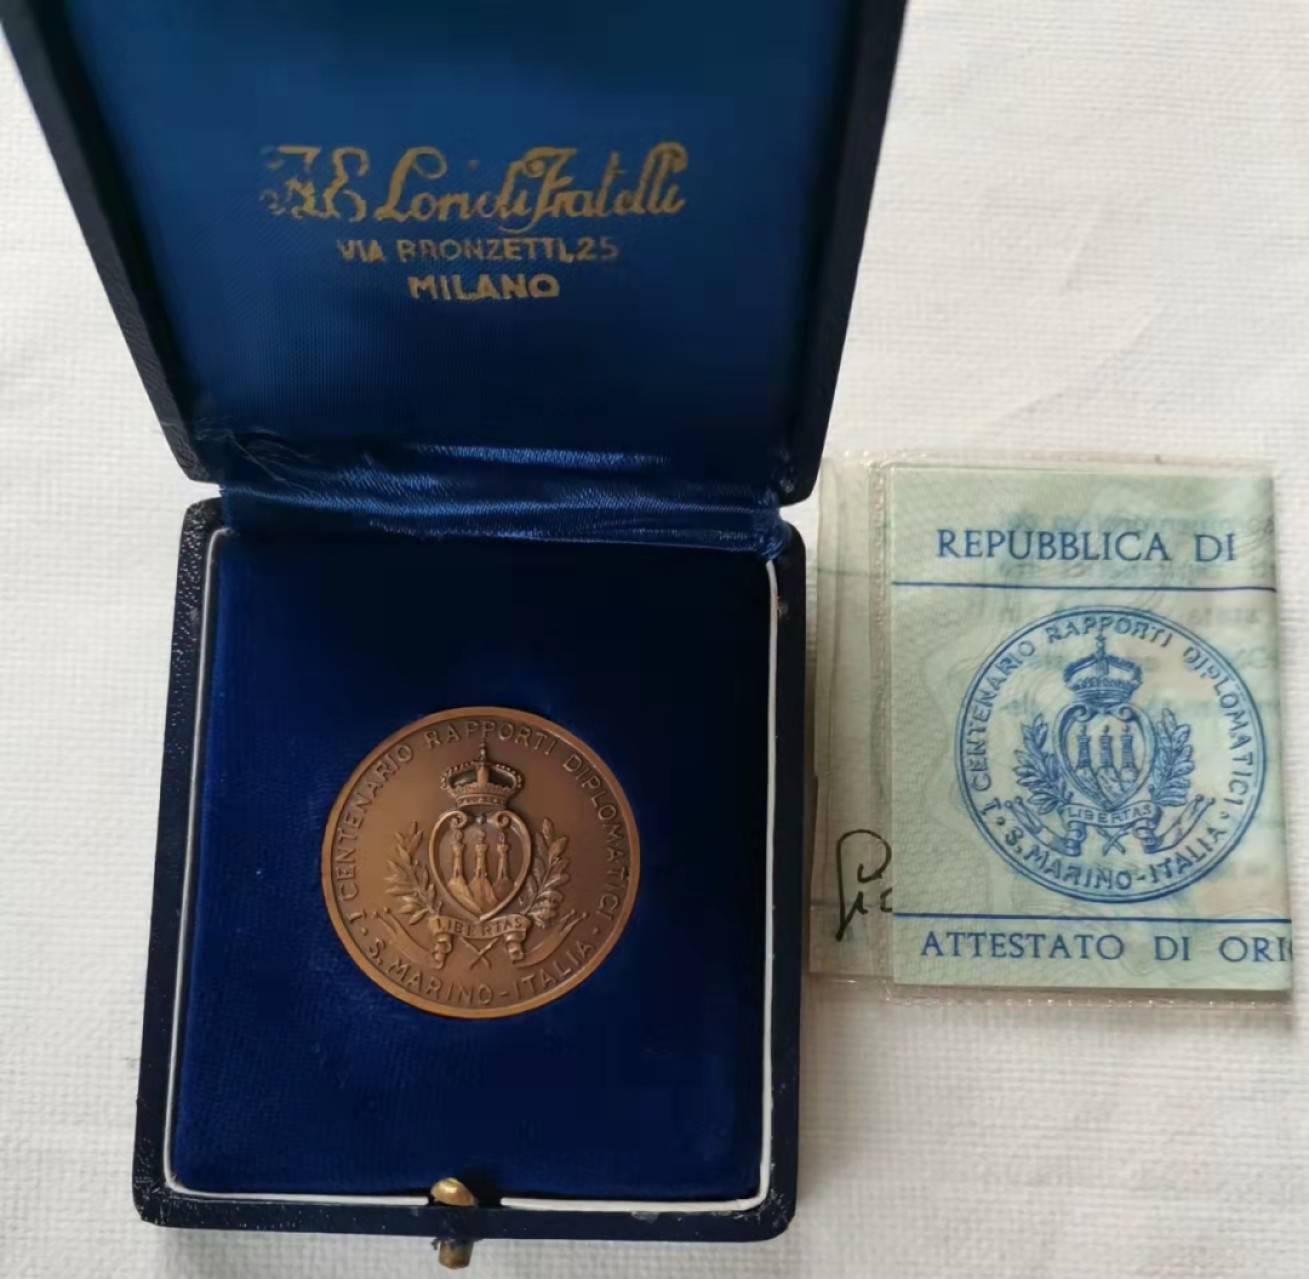 Lorioli Fratelli
VIA BRONZETTI, 25
MILANO
I CENTENARIO RAPPORTI DIPLOMATICI
• S. MARINO - ITALIA •
LIBERTAS
REPUBBLICA DI
I CENTENARIO RAPPORTI DIPLOMATICI
• S. MARINO - ITALIA •
LIBERTAS
ATTESTATO DI ORI